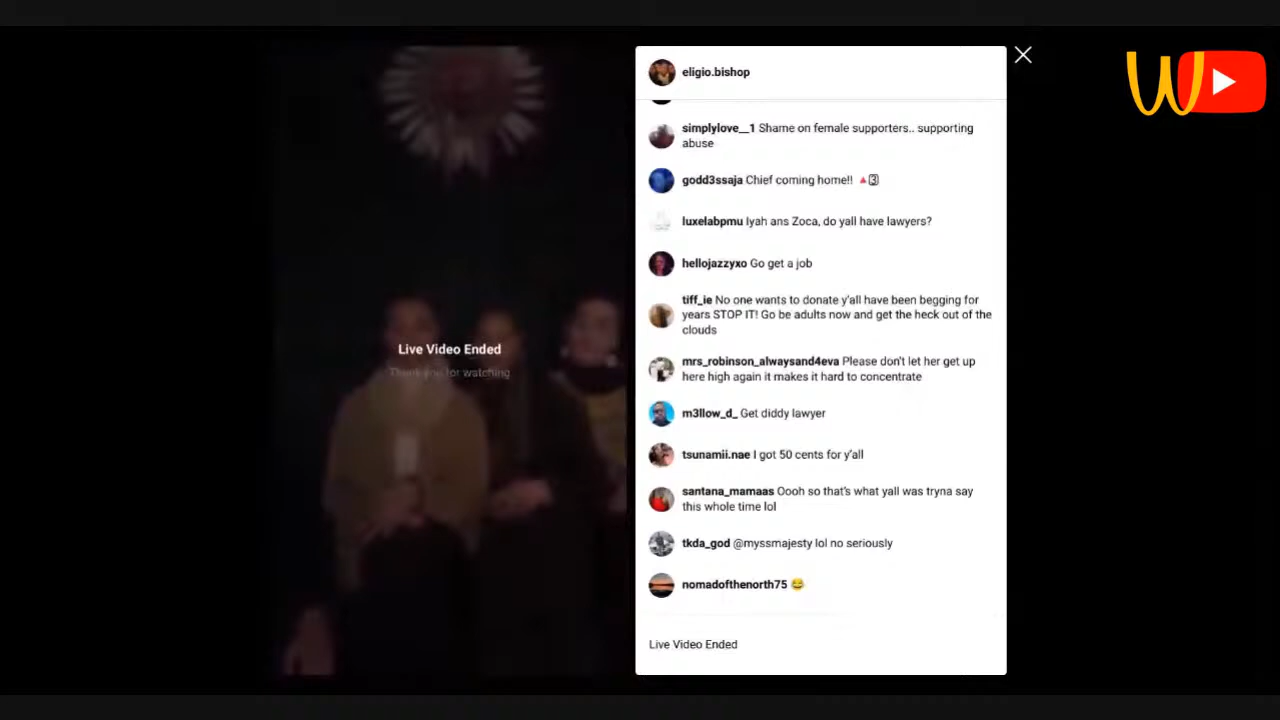 eligio.bishop
simplylove__1 Shame on female supporters.. supporting
abuse
godd3ssaja Chief coming home!! 🔺3️⃣
luxelabpmu Iyah ans Zoca, do yall have lawyers?
hellojazzyxo Go get a job
tiff_ie No one wants to donate y'all have been begging for
years STOP IT! Go be adults now and get the heck out of the
clouds
mrs_robinson_alwaysand4eva Please don't let her get up
here high again it makes it hard to concentrate
m3llow_d_ Get diddy lawyer
tsunamii.nae I got 50 cents for y'all
santana_mamaas Oooh so that's what yall was tryna say
this whole time lol
tkda_god @myssmajesty lol no seriously
nomadofthenorth75 😂
Live Video Ended
Live Video Ended
Thank you for watching
W